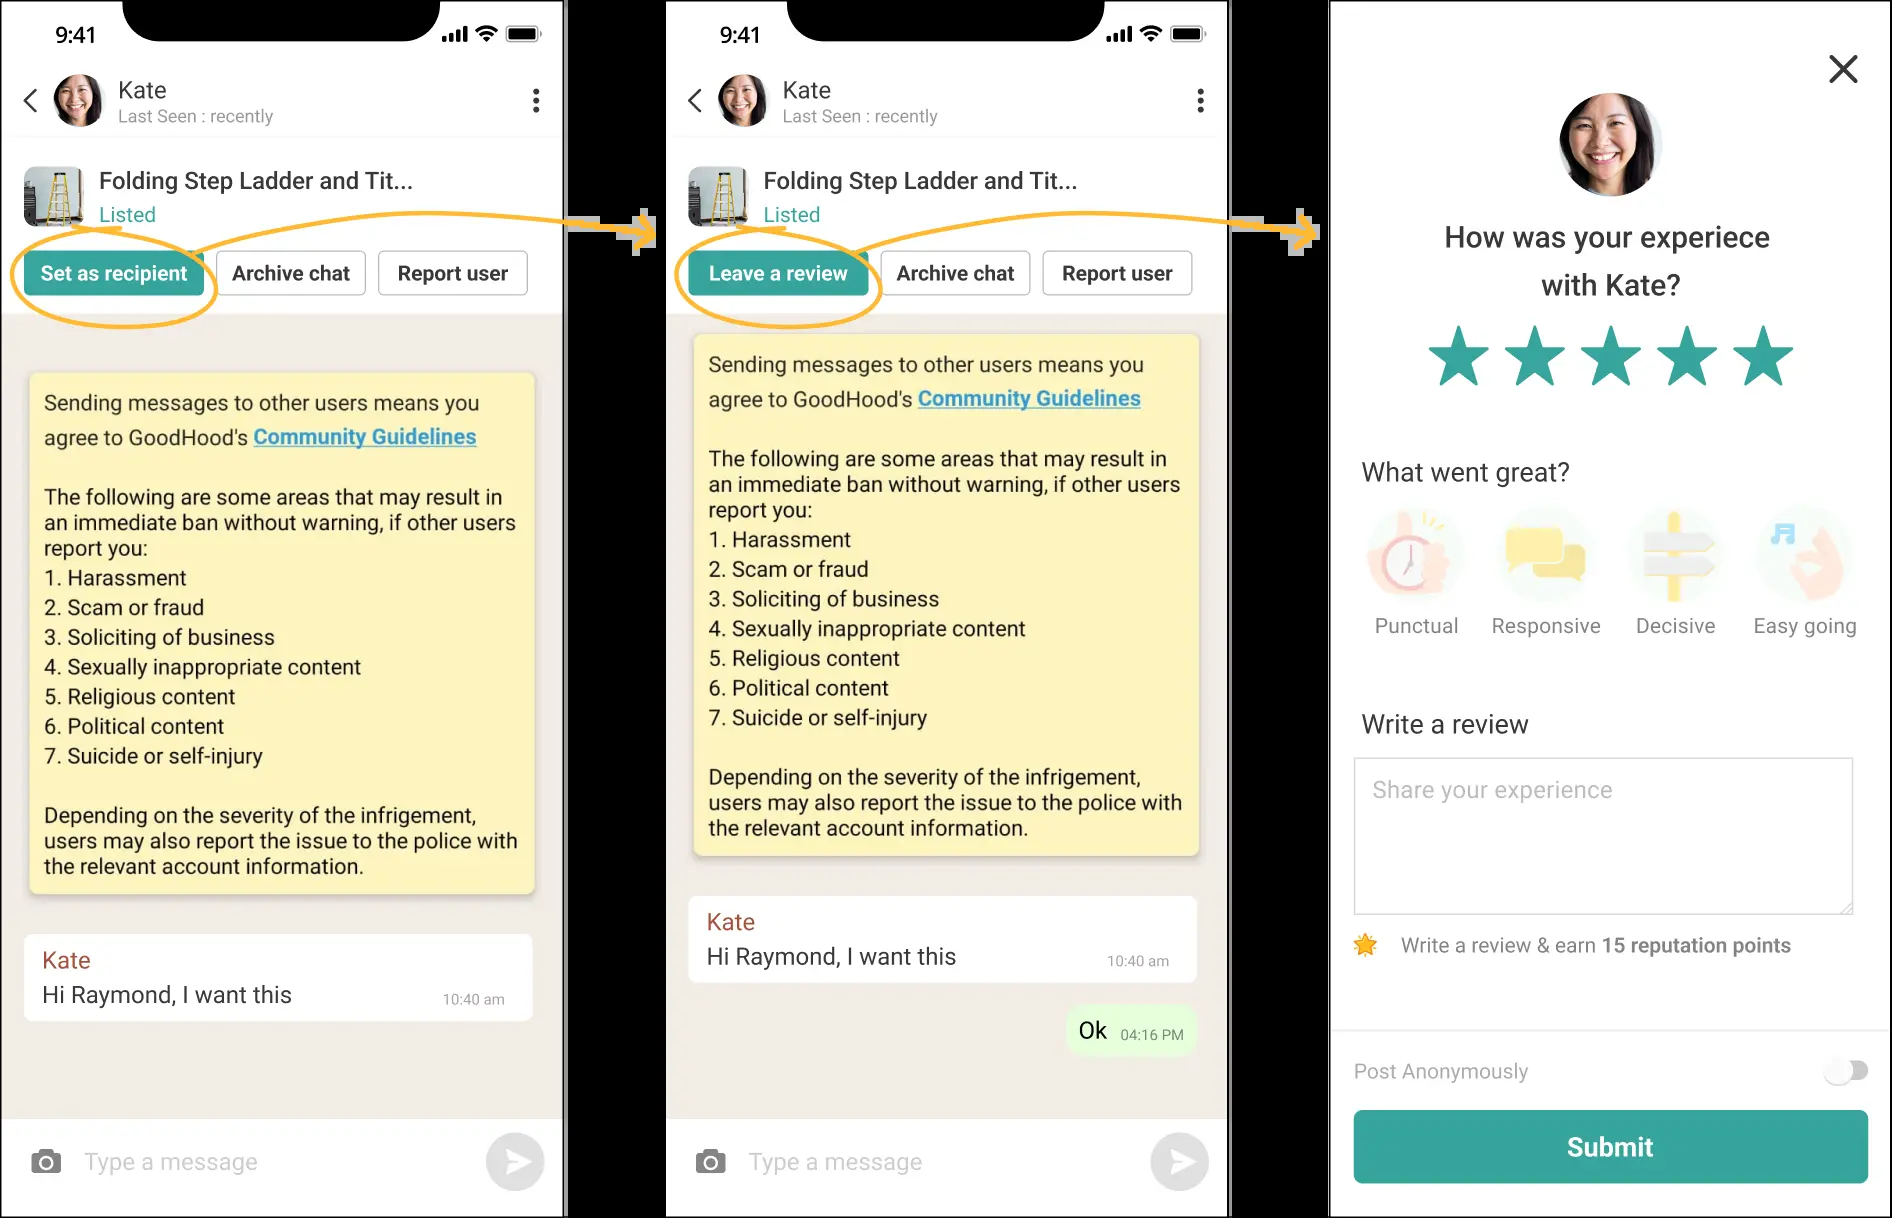 9:41
Kate
Last Seen : recently
Folding Step Ladder and Tit...
Listed
Set as recipient
Archive chat
Report user
Sending messages to other users means you
agree to GoodHood's Community Guidelines
The following are some areas that may result in
an immediate ban without warning, if other users
report you:
1. Harassment
2. Scam or fraud
3. Soliciting of business
4. Sexually inappropriate content
5. Religious content
6. Political content
7. Suicide or self-injury
Depending on the severity of the infrigement,
users may also report the issue to the police with
the relevant account information.
Kate
Hi Raymond, I want this
10:40 am
Type a message
9:41
Kate
Last Seen : recently
Folding Step Ladder and Tit...
Listed
Leave a review
Archive chat
Report user
Sending messages to other users means you
agree to GoodHood's Community Guidelines
The following are some areas that may result in
an immediate ban without warning, if other users
report you:
1. Harassment
2. Scam or fraud
3. Soliciting of business
4. Sexually inappropriate content
5. Religious content
6. Political content
7. Suicide or self-injury
Depending on the severity of the infrigement,
users may also report the issue to the police with
the relevant account information.
Kate
Hi Raymond, I want this
10:40 am
Ok 04:16 PM
Type a message
How was your experiece
with Kate?
What went great?
Punctual
Responsive
Decisive
Easy going
Write a review
Share your experience
Write a review & earn 15 reputation points
Post Anonymously
Submit